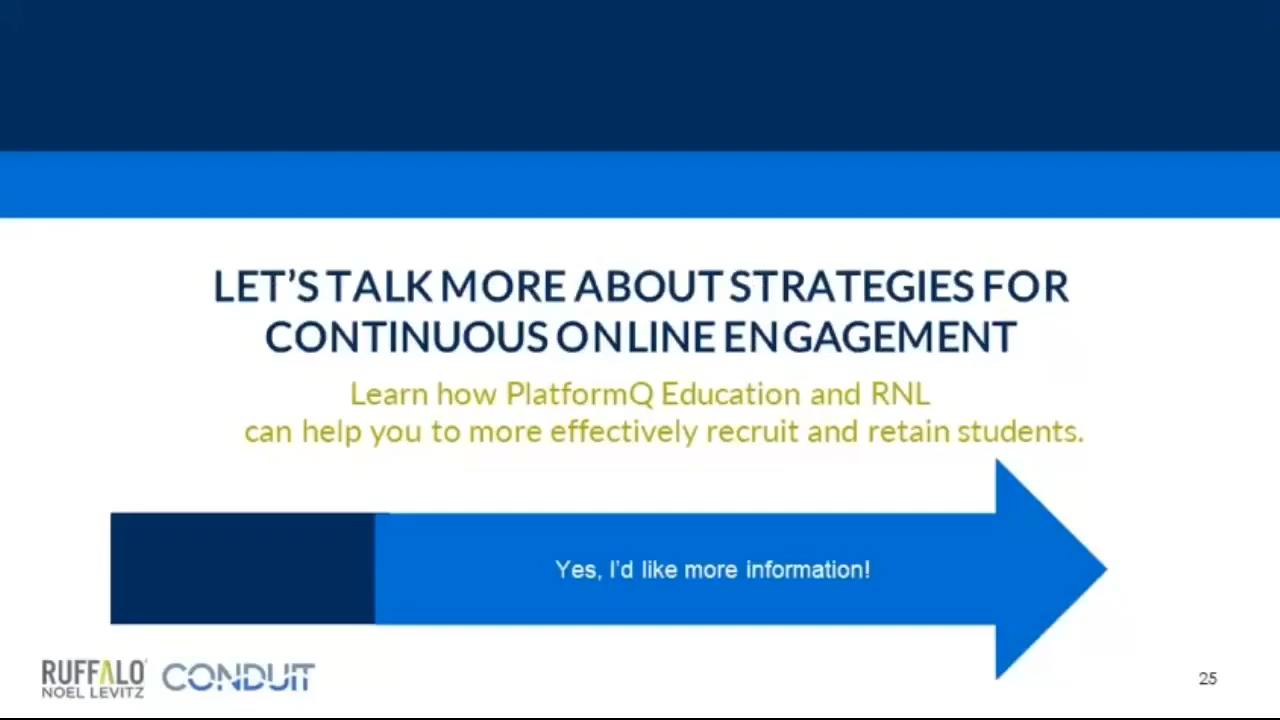 LET'S TALK MORE ABOUT STRATEGIES FOR
CONTINUOUS ONLINE ENGAGEMENT
Learn how PlatformQ Education and RNL
can help you to more effectively recruit and retain students.
Yes, I'd like more information!
RUFFALO
NOEL LEVITZ
CONDUIT
25